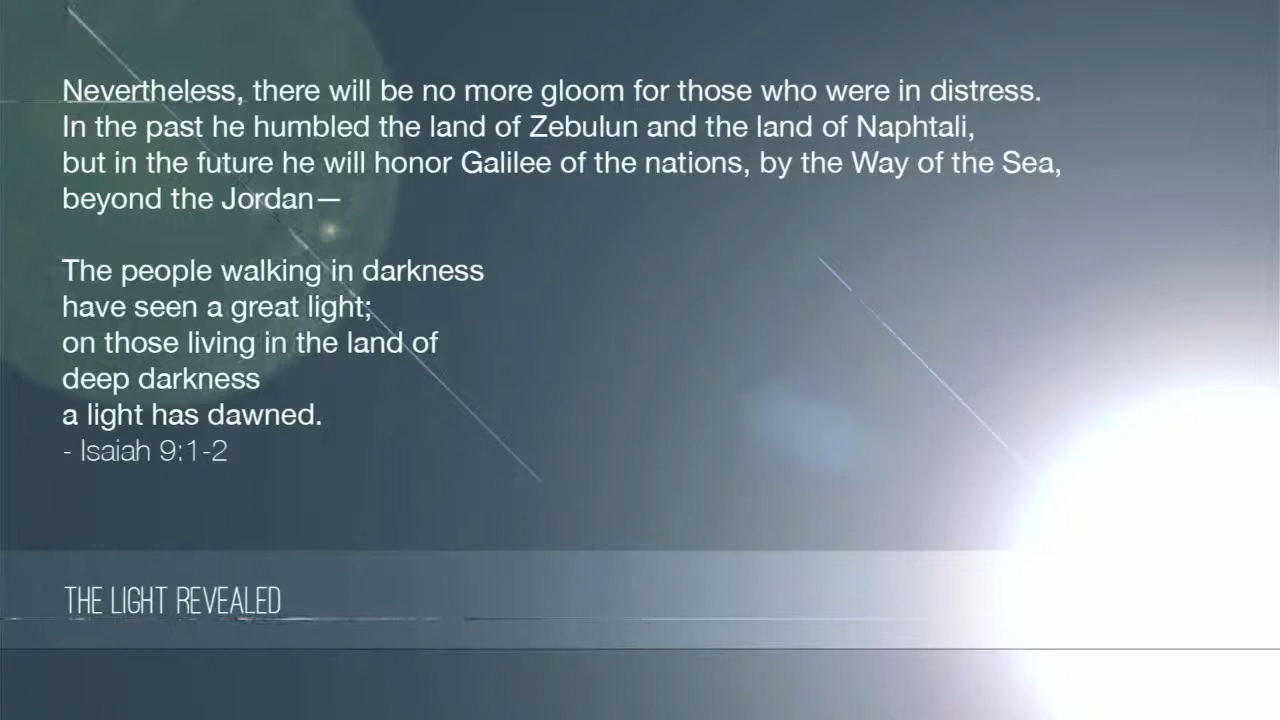 Nevertheless, there will be no more gloom for those who were in distress.
In the past he humbled the land of Zebulun and the land of Naphtali,
but in the future he will honor Galilee of the nations, by the Way of the Sea,
beyond the Jordan—
The people walking in darkness
have seen a great light;
on those living in the land of
deep darkness
a light has dawned.
- Isaiah 9:1-2
THE LIGHT REVEALED